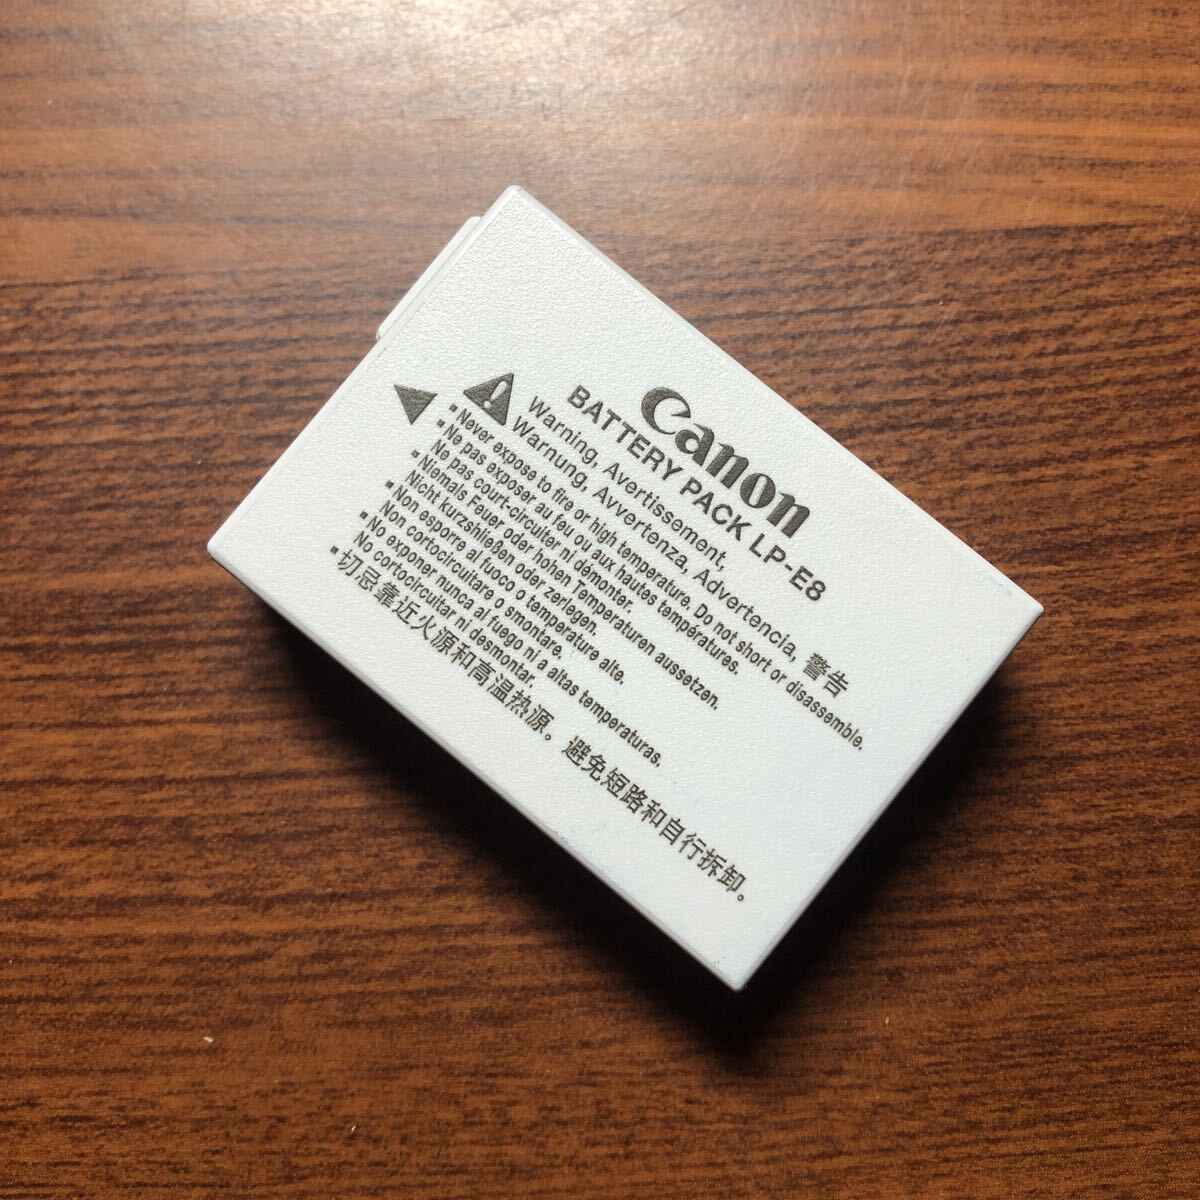 Canon
BATTERY PACK LP-E8
Warning, Avertissement,
Warnung, Avvertenza, Advertencia, 警告
▪Never expose to fire or high temperature. Do not short or disassemble.
▪Ne pas exposer au feu ou aux hautes températures.
Ne pas court-circuiter ni démonter.
▪Niemals Feuer oder hohen Temperaturen aussetzen.
Nicht kurzshließen oder zerlegen.
▪Non esporre al fuoco o temperature alte.
Non cortocircuitare o smontare.
▪No exponer nunca al fuego ni a altas temperaturas.
No cortocircuitar ni desmontar.
▪切忌靠近火源和高温热源。避免短路和自行拆卸.